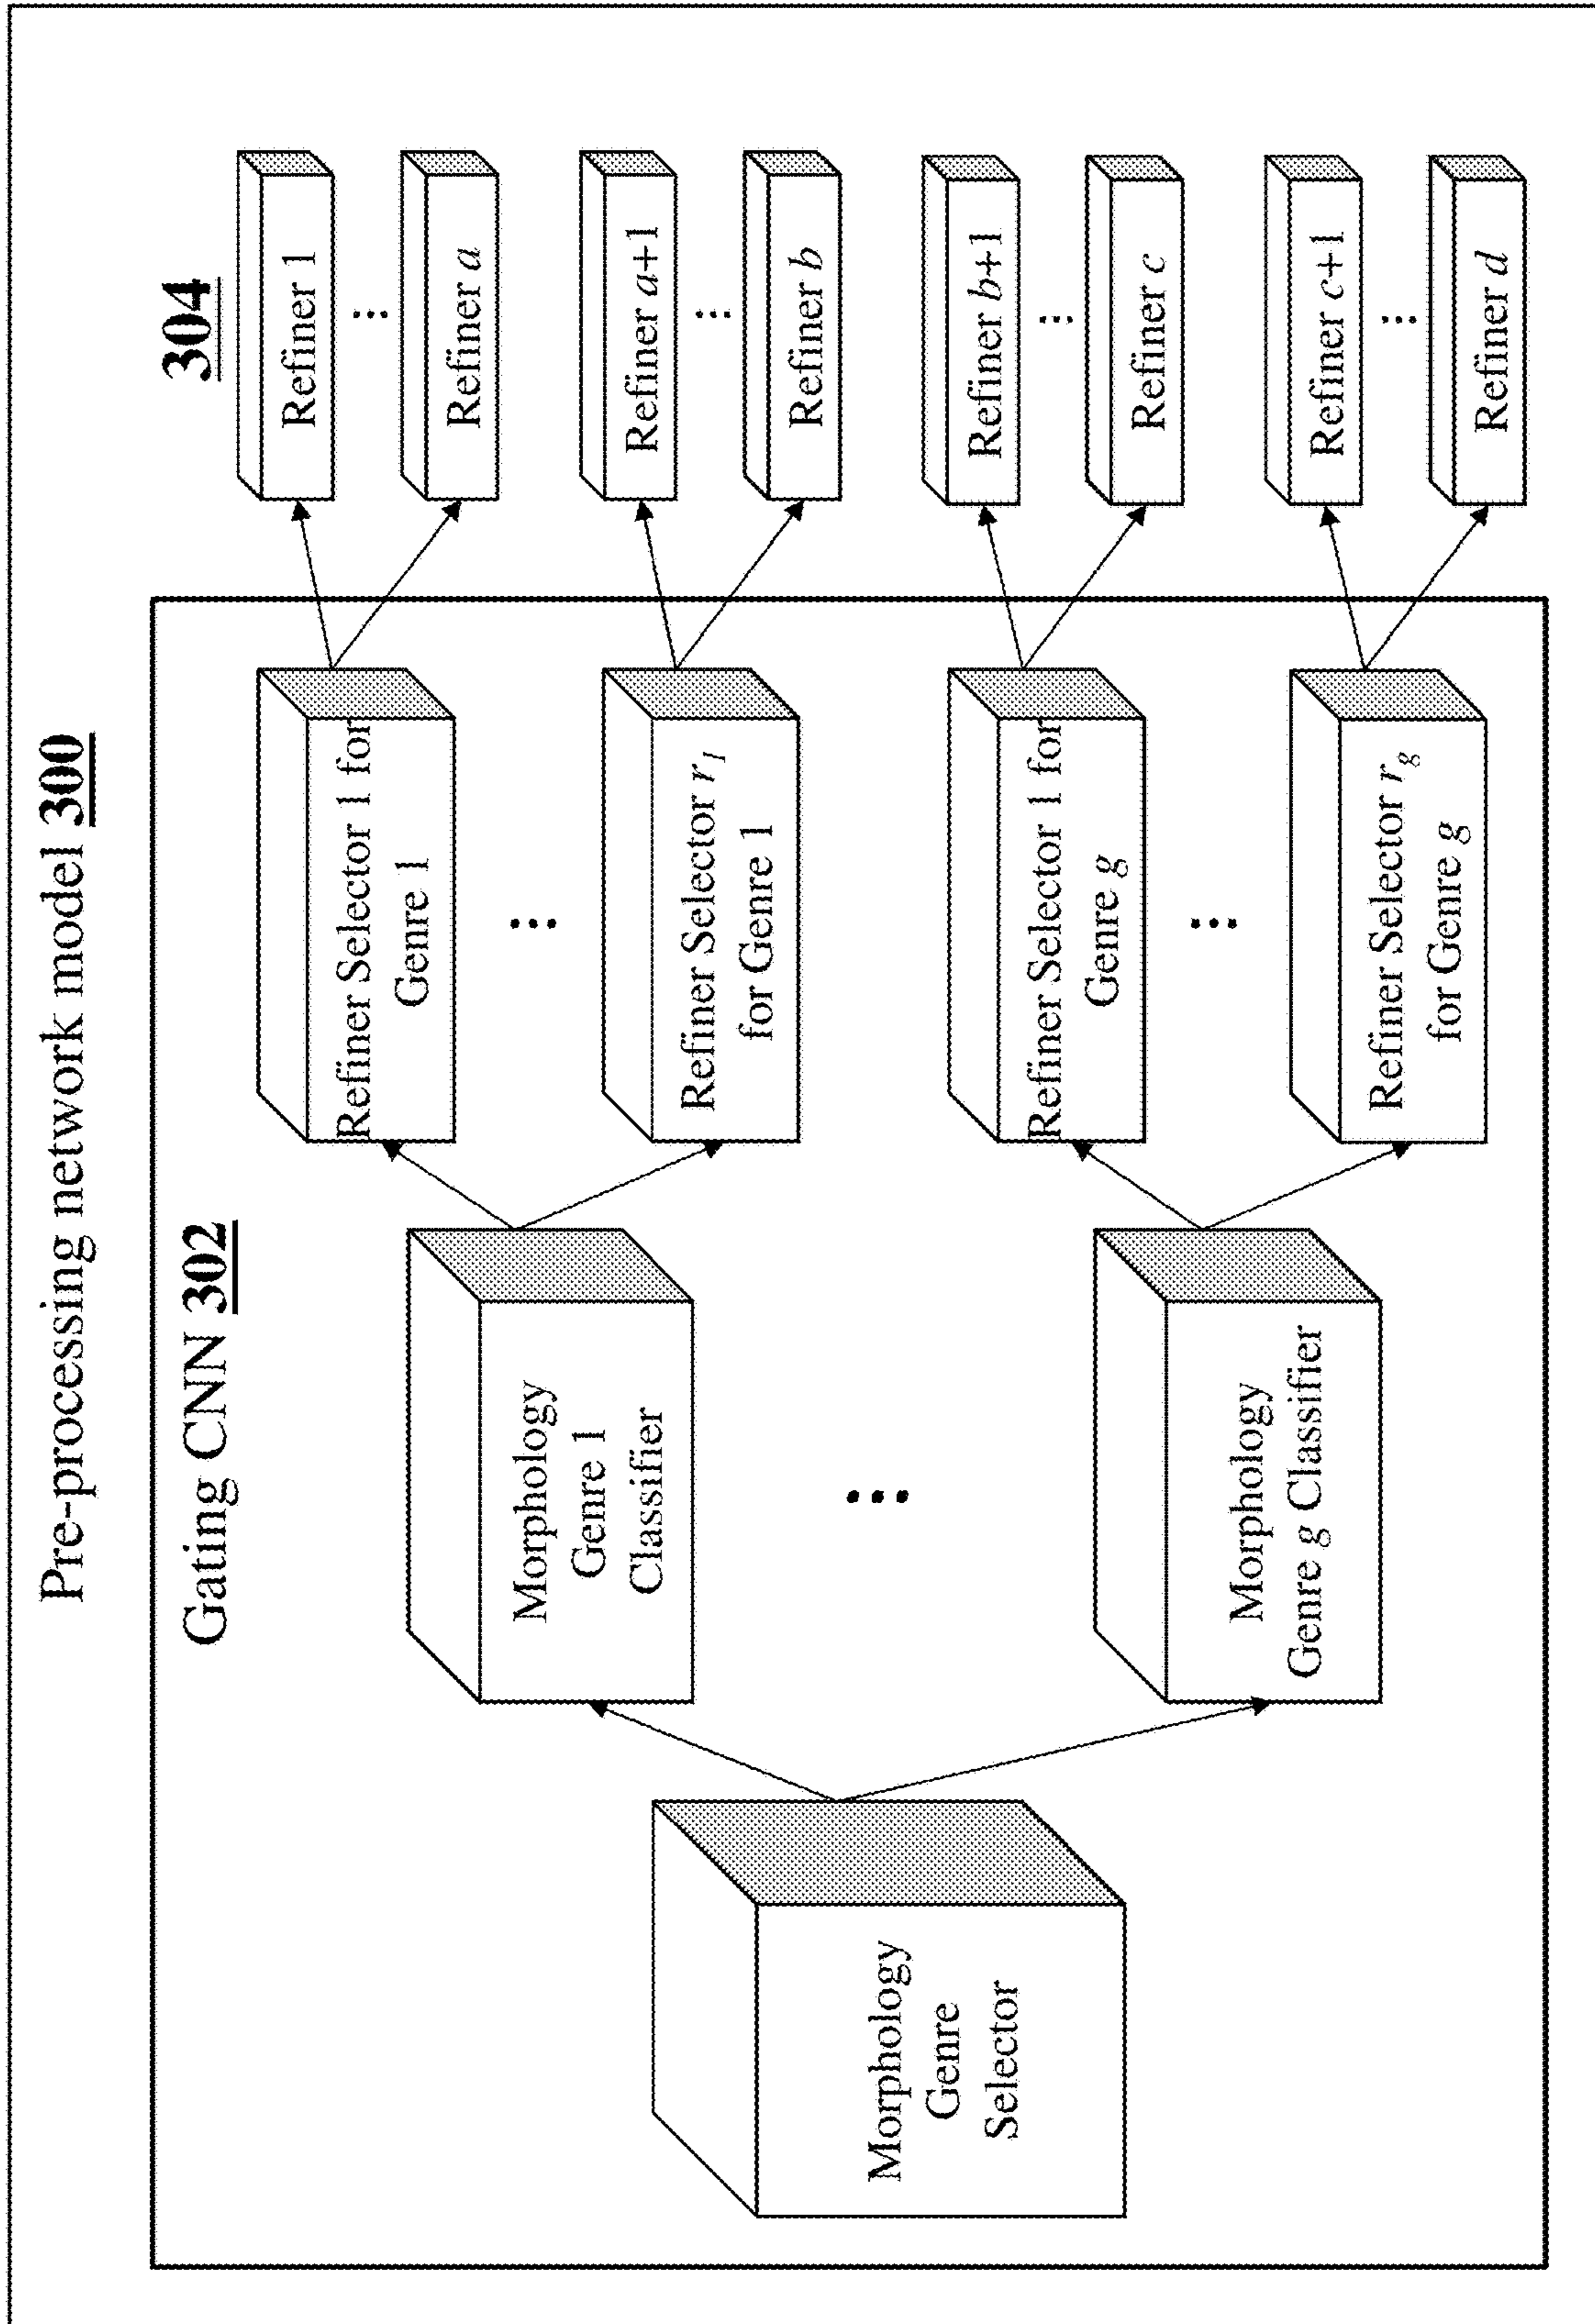 Pre-processing network model 300
Gating CNN 302
304
Morphology
Genre
Selector
Morphology
Genre 1
Classifier
...
Morphology
Genre g Classifier
Refiner Selector 1 for
Genre 1
...
Refiner Selector r1
for Genre 1
Refiner Selector 1 for
Genre g
...
Refiner Selector rg
for Genre g
Refiner 1
...
Refiner a
Refiner a+1
...
Refiner b
Refiner b+1
...
Refiner c
Refiner c+1
...
Refiner d